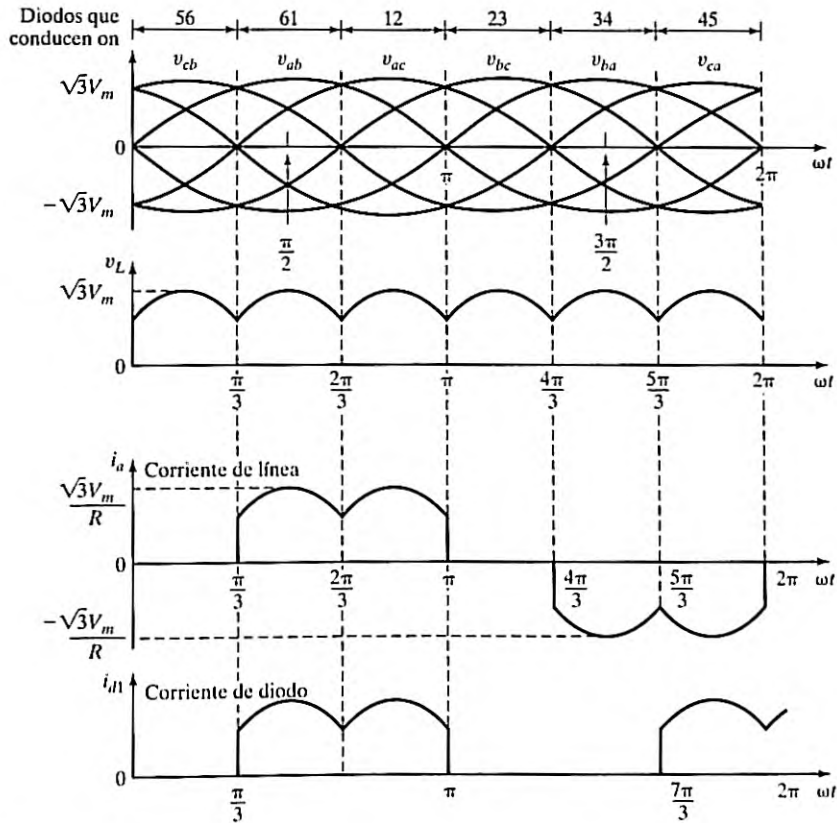 Diodos que
conducen on
56 61 12 23 34 45
v_cb v_ab v_ac v_bc v_ba v_ca
√3V_m
0
π 2π ωt
−√3V_m
π/2 3π/2
v_L
√3V_m
0
π/3 2π/3 π 4π/3 5π/3 2π ωt
i_a Corriente de línea
√3V_m/R
0
π/3 2π/3 π 4π/3 5π/3 2π ωt
−√3V_m/R
i_d1 Corriente de diodo
0
π/3 π 7π/3 2π ωt